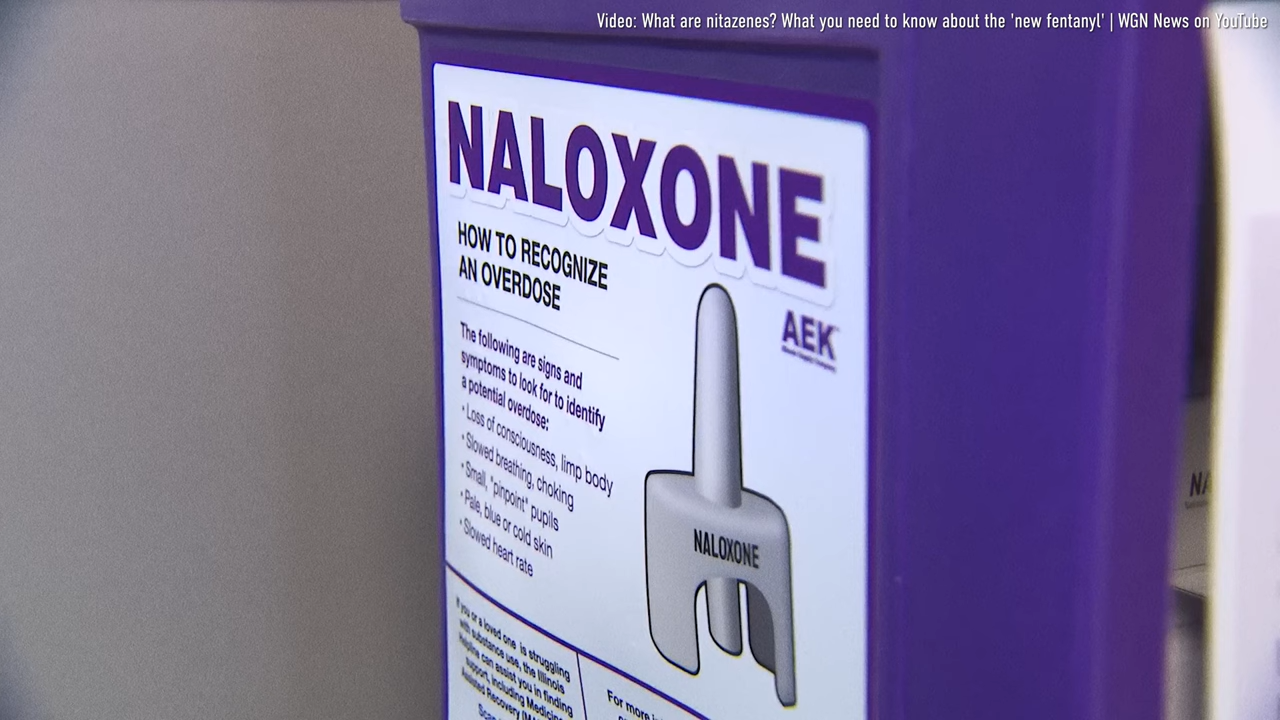 Video: What are nitazenes? What you need to know about the 'new fentanyl' | WGN News on YouTube
NALOXONE
HOW TO RECOGNIZE
AN OVERDOSE
AEK
The following are signs and
symptoms to look for to identify
a potential overdose:
• Loss of consciousness, limp body
• Slowed breathing, choking
• Small, "pinpoint" pupils
• Pale, blue or cold skin
• Slowed heart rate
NALOXONE
If you or a loved one is struggling
with substance use, the Illinois
Helpline can assist you in finding
support, including Medicine
Assisted Recovery
For more
NA